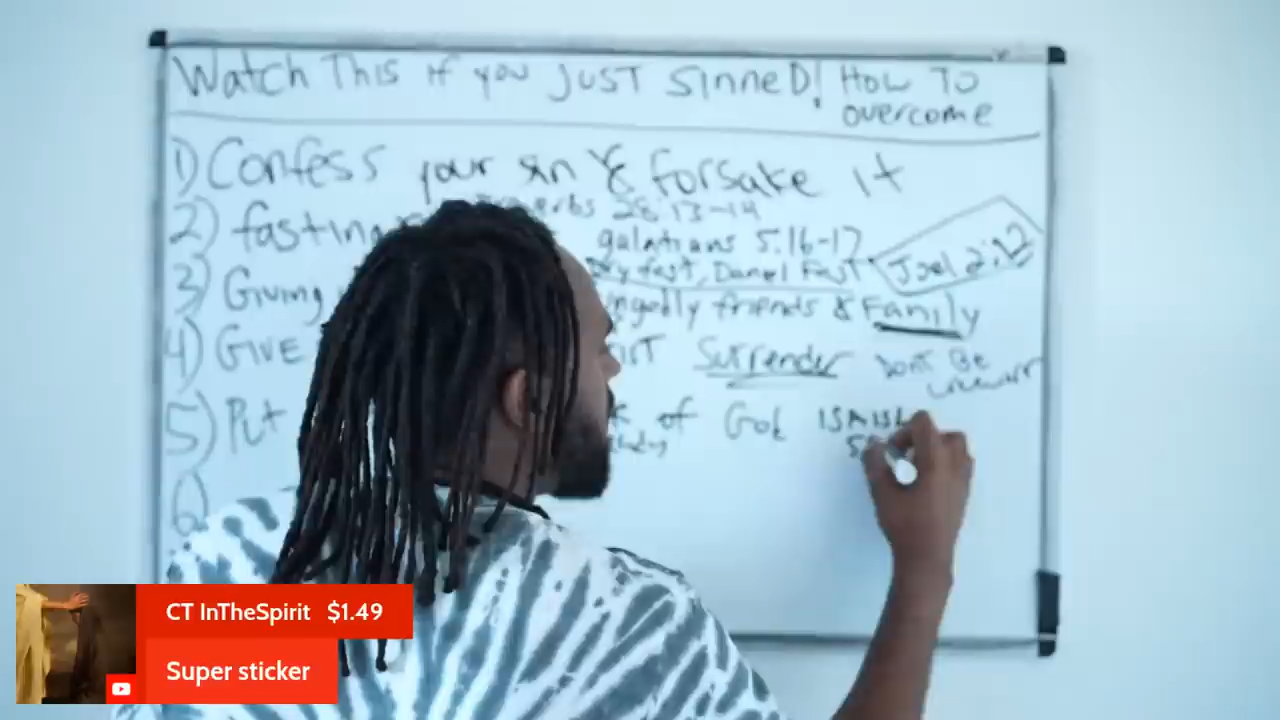 Watch This if you JUST SinneD! How To
overcome
1) Confess your sin & forsake it
28:13-14
2) fasting
galatians 5:16-17
Dry fast, Daniel Fast Joel 2:12
3) Giving ungodly friends & Family
4) GIVE Surrender DonT Be
5) Put of God ISAIAH
6
CT InTheSpirit $1.49
Super sticker